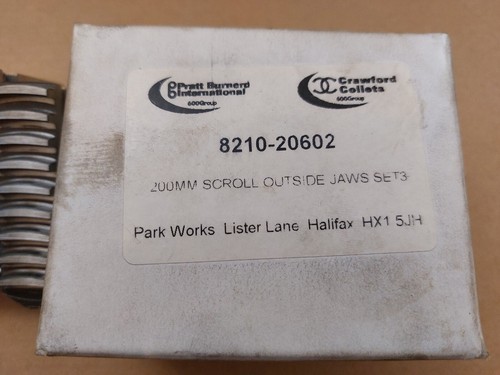 Pratt Burnerd
International
600Group
Crawford
Collets
600Group
8210-20602
200MM SCROLL OUTSIDE JAWS SET3
Park Works Lister Lane Halifax HX1 5JH